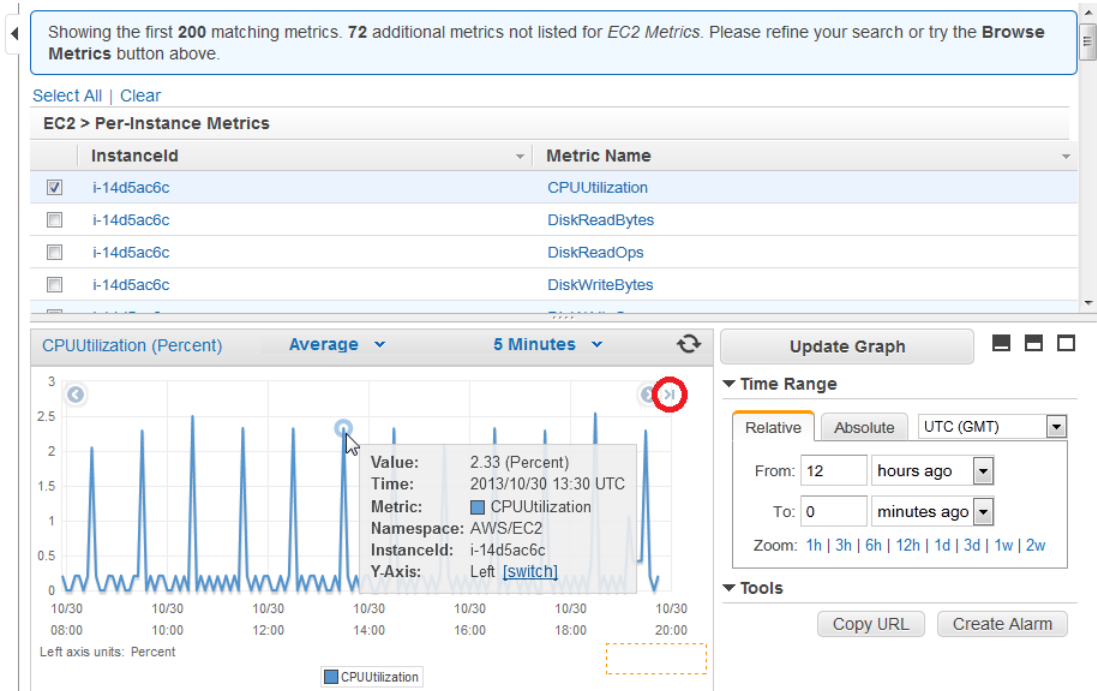 Showing the first 200 matching metrics. 72 additional metrics not listed for EC2 Metrics. Please refine your search or try the Browse
Metrics button above.
Select All | Clear
EC2 > Per-Instance Metrics
InstanceId Metric Name
i-14d5ac6c CPUUtilization
i-14d5ac6c DiskReadBytes
i-14d5ac6c DiskReadOps
i-14d5ac6c DiskWriteBytes
CPUUtilization (Percent) Average 5 Minutes
Update Graph
3
2.5
2
1.5
1
0.5
0
Value: 2.33 (Percent)
Time: 2013/10/30 13:30 UTC
Metric: CPUUtilization
Namespace: AWS/EC2
InstanceId: i-14d5ac6c
Y-Axis: Left [switch]
10/30 10/30 10/30 10/30 10/30 10/30 10/30
08:00 10:00 12:00 14:00 16:00 18:00 20:00
Left axis units: Percent
CPUUtilization
Time Range
Relative Absolute UTC (GMT)
From: 12 hours ago
To: 0 minutes ago
Zoom: 1h | 3h | 6h | 12h | 1d | 3d | 1w | 2w
Tools
Copy URL Create Alarm